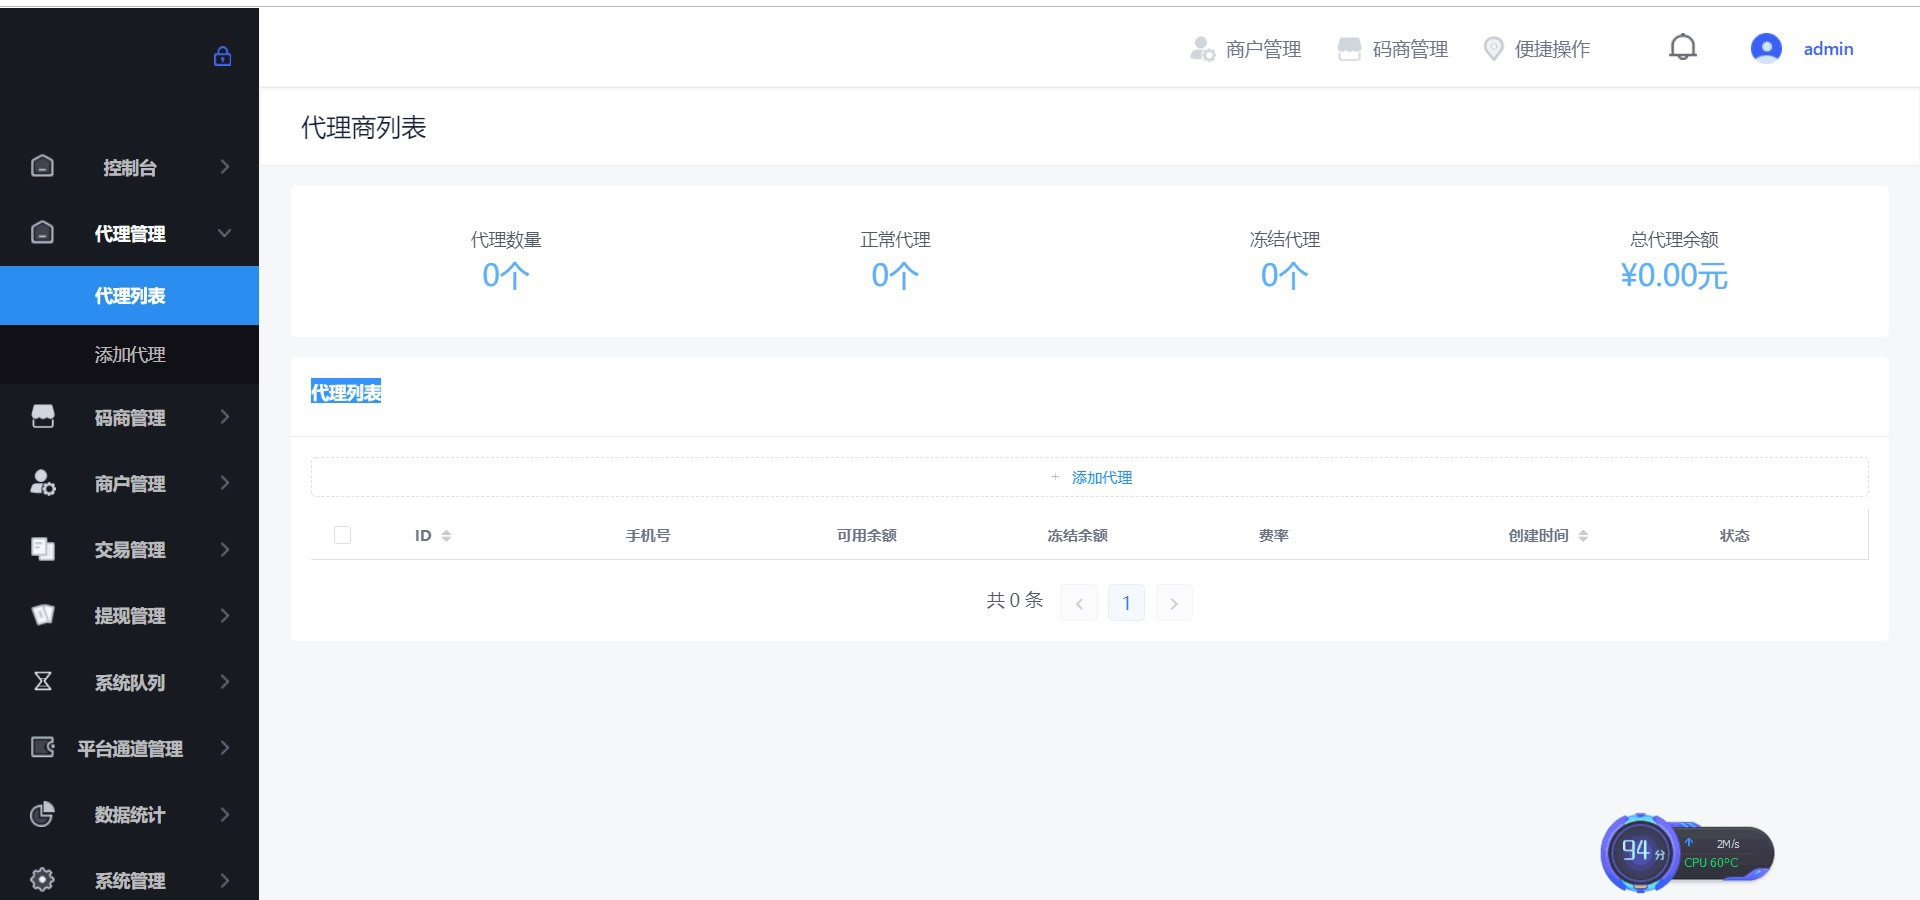 商户管理 码商管理 便捷操作 admin
代理商列表
控制台
代理管理
代理列表
添加代理
码商管理
商户管理
交易管理
提现管理
系统队列
平台通道管理
数据统计
系统管理
代理数量 正常代理 冻结代理 总代理余额
0个 0个 0个 ¥0.00元
代理列表
+ 添加代理
ID 手机号 可用余额 冻结余额 费率 创建时间 状态
共 0 条 < 1 >
94分 2M/s
CPU 60°C